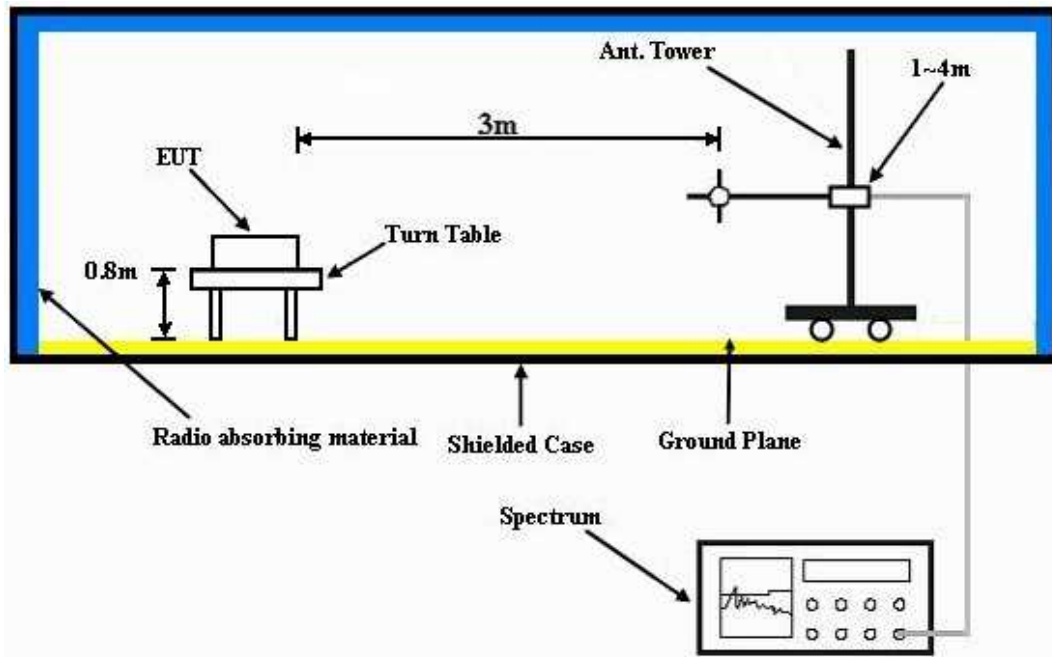 Ant. Tower
1~4m
3m
EUT
Turn Table
0.8m
Radio absorbing material
Shielded Case
Ground Plane
Spectrum